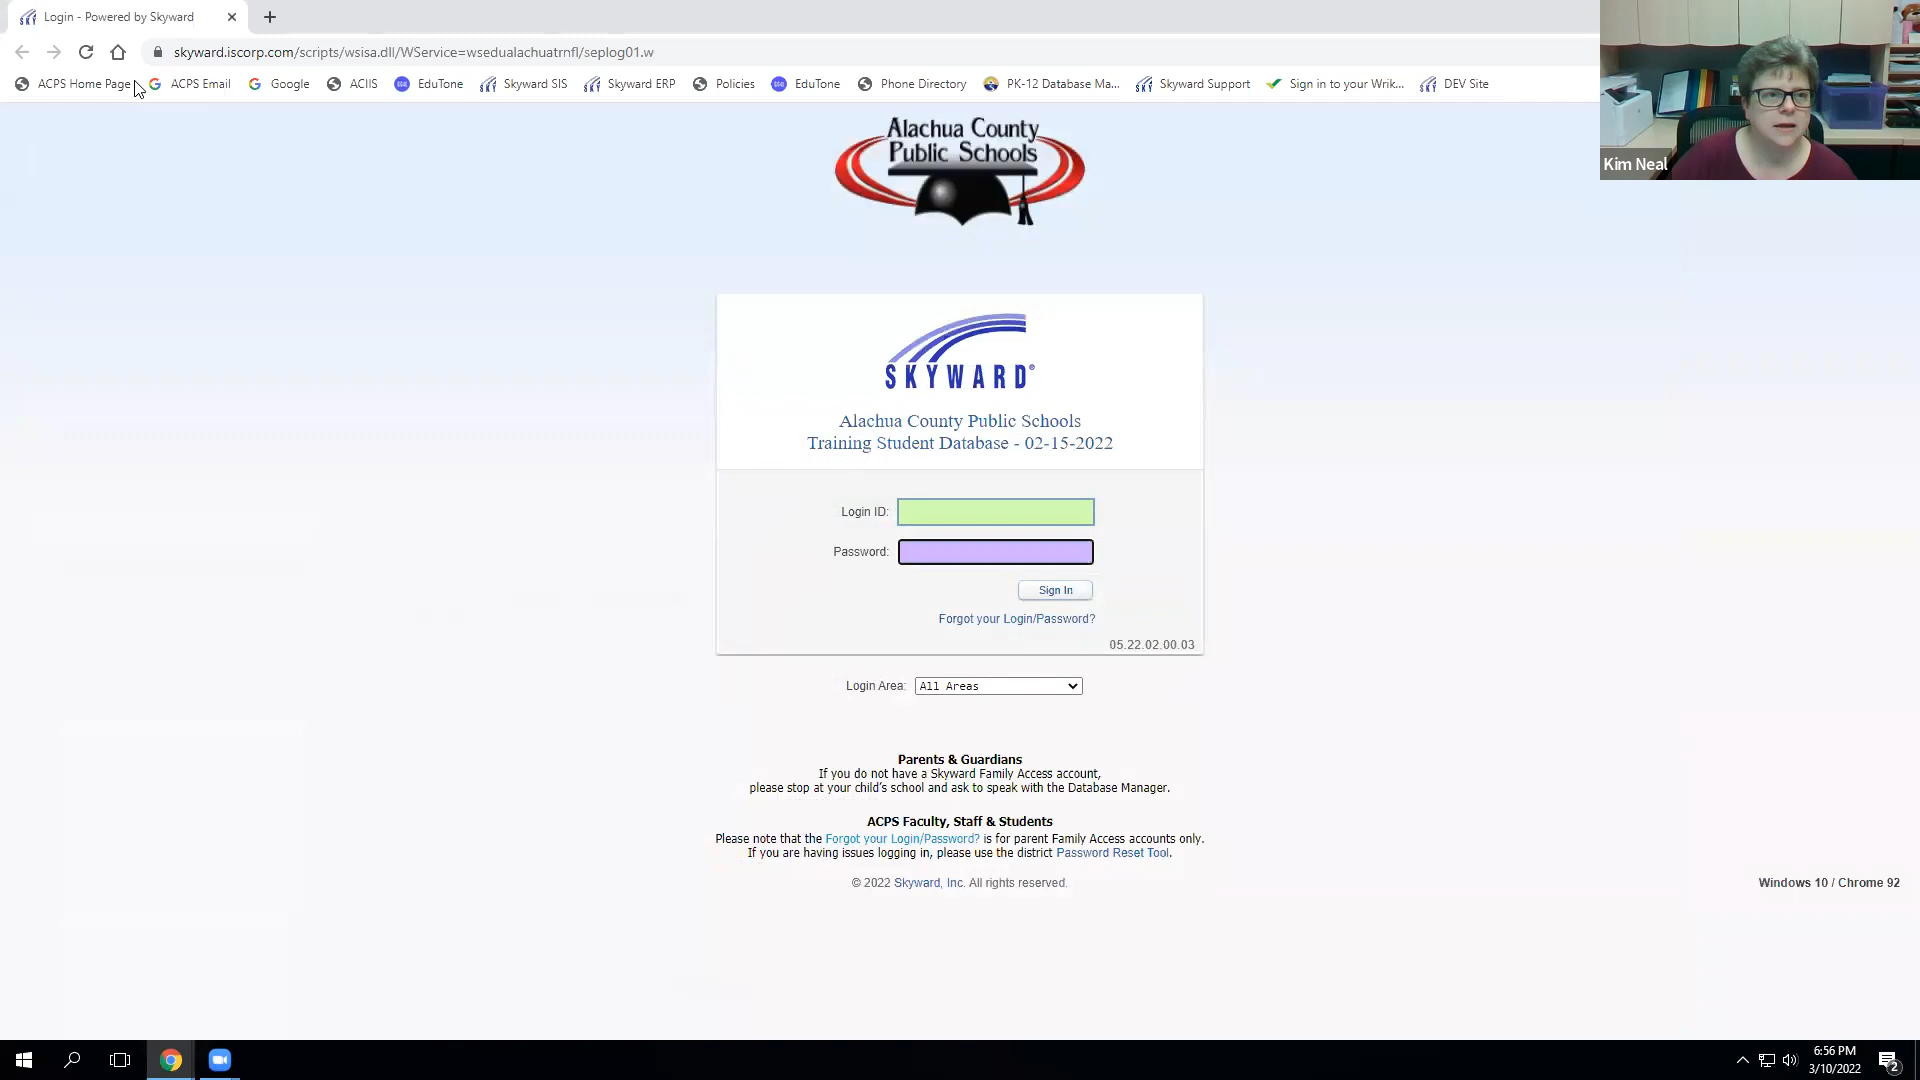 Login - Powered by Skyward
skyward.iscorp.com/scripts/wsisa.dll/WService=wsedualachuatrnfl/seplog01.w
ACPS Home Page ACPS Email Google ACIIS EduTone Skyward SIS Skyward ERP Policies EduTone Phone Directory PK-12 Database Ma... Skyward Support Sign in to your Wrik... DEV Site
Kim Neal
Alachua County
Public Schools
SKYWARD®
Alachua County Public Schools
Training Student Database - 02-15-2022
Login ID:
Password:
Sign In
Forgot your Login/Password?
05.22.02.00.03
Login Area: All Areas
Parents & Guardians
If you do not have a Skyward Family Access account,
please stop at your child's school and ask to speak with the Database Manager.
ACPS Faculty, Staff & Students
Please note that the Forgot your Login/Password? is for parent Family Access accounts only.
If you are having issues logging in, please use the district Password Reset Tool.
© 2022 Skyward, Inc. All rights reserved.
Windows 10 / Chrome 92
6:56 PM
3/10/2022
2